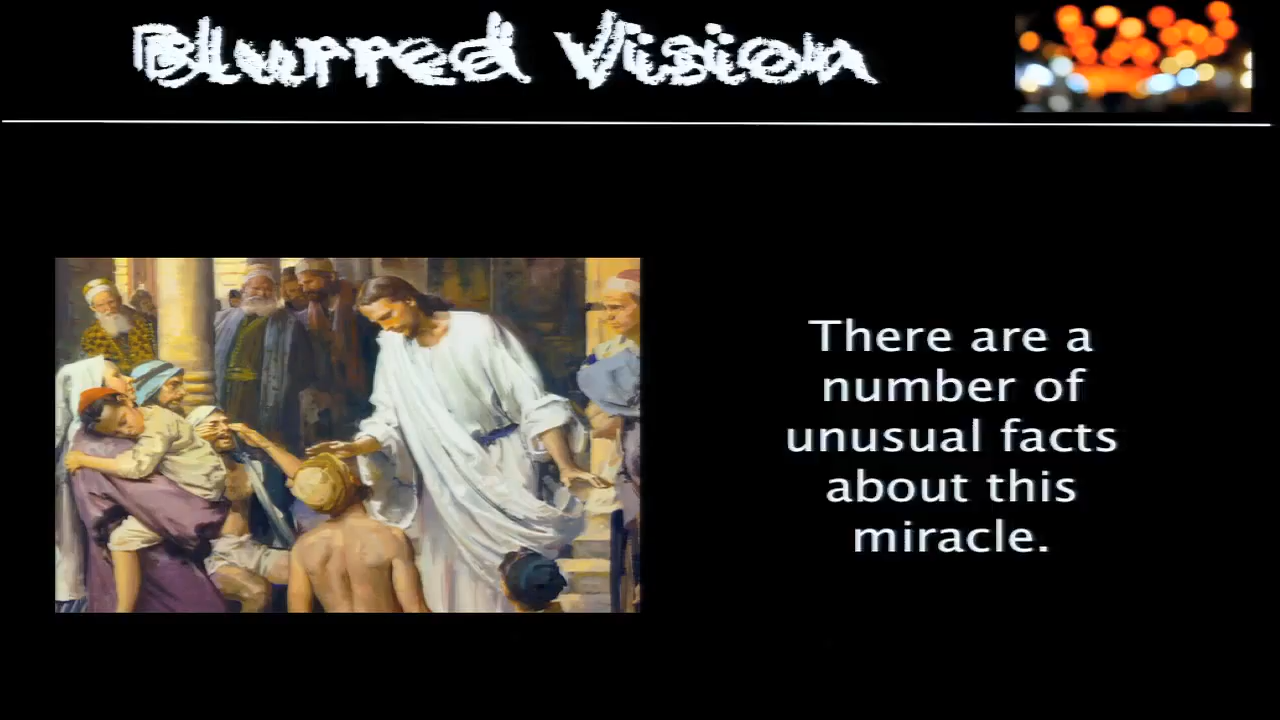 Blurred Vision
There are a
number of
unusual facts
about this
miracle.